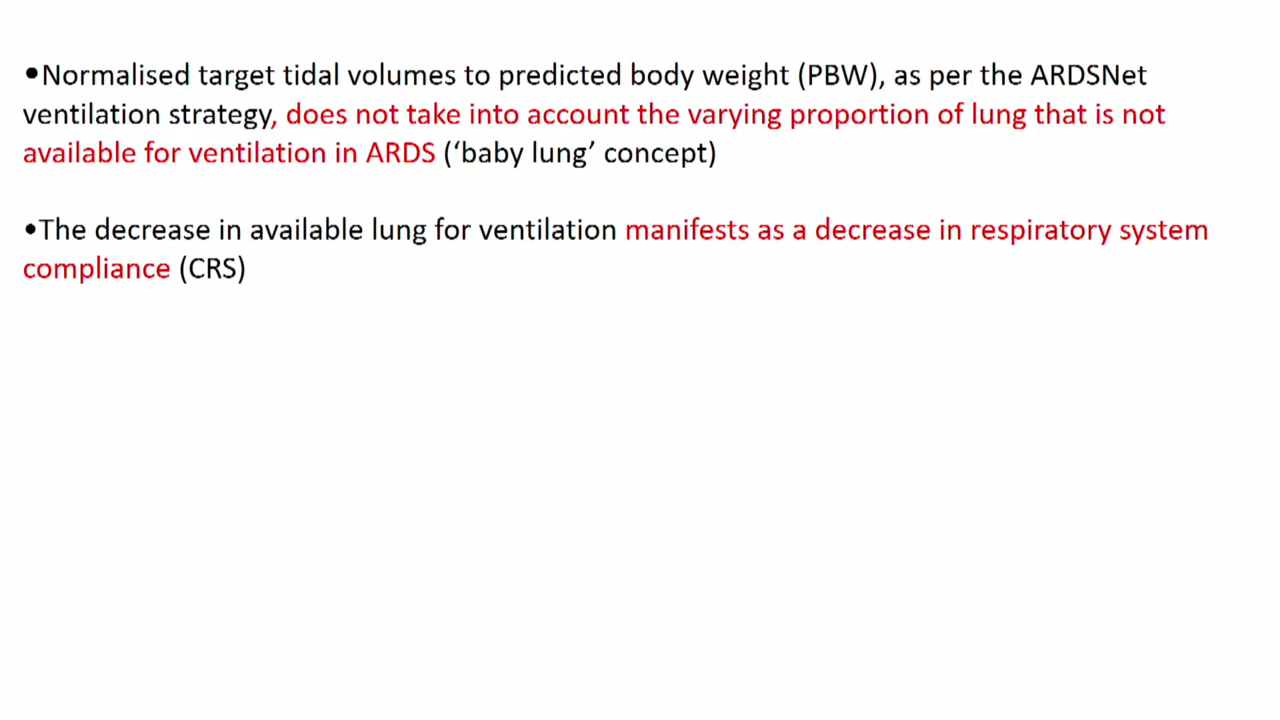 •Normalised target tidal volumes to predicted body weight (PBW), as per the ARDSNet
ventilation strategy, does not take into account the varying proportion of lung that is not
available for ventilation in ARDS (‘baby lung’ concept)
•The decrease in available lung for ventilation manifests as a decrease in respiratory system
compliance (CRS)